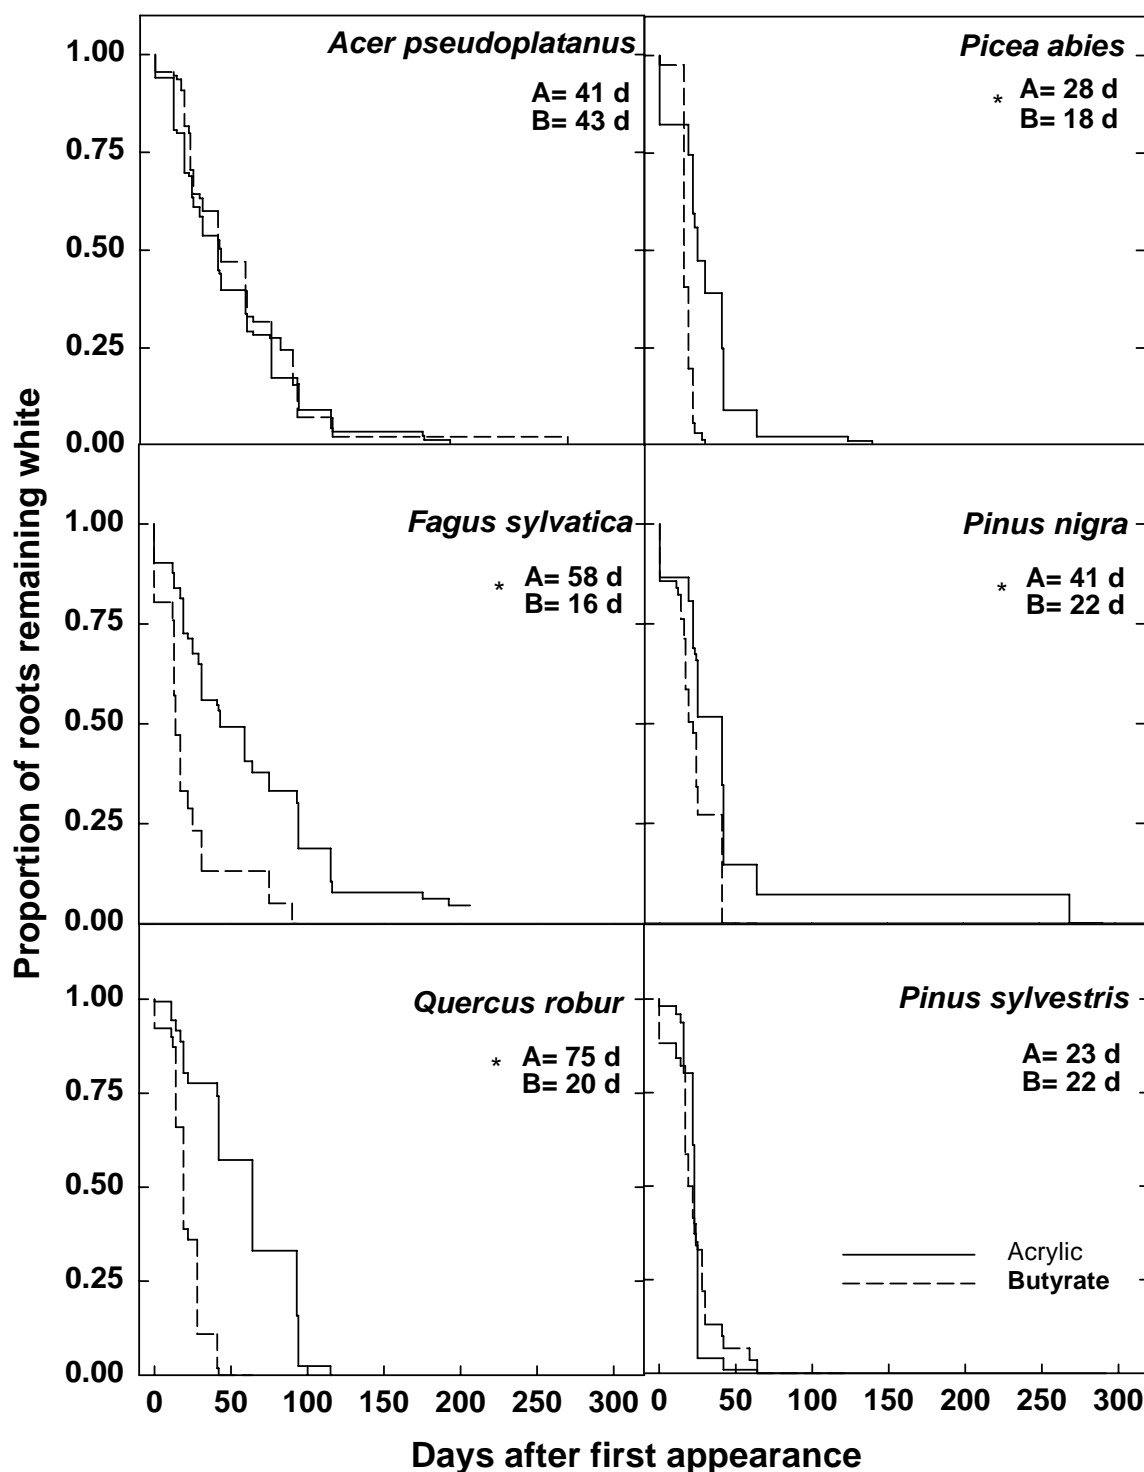 Proportion of roots remaining white
1.00
0.75
0.50
0.25
0.00
Acer pseudoplatanus
A= 41 d
B= 43 d
Picea abies
* A= 28 d
B= 18 d
1.00
0.75
0.50
0.25
0.00
Fagus sylvatica
* A= 58 d
B= 16 d
Pinus nigra
* A= 41 d
B= 22 d
1.00
0.75
0.50
0.25
0.00
Quercus robur
* A= 75 d
B= 20 d
Pinus sylvestris
A= 23 d
B= 22 d
Acrylic
Butyrate
0 50 100 150 200 250 300
0 50 100 150 200 250 300
Days after first appearance